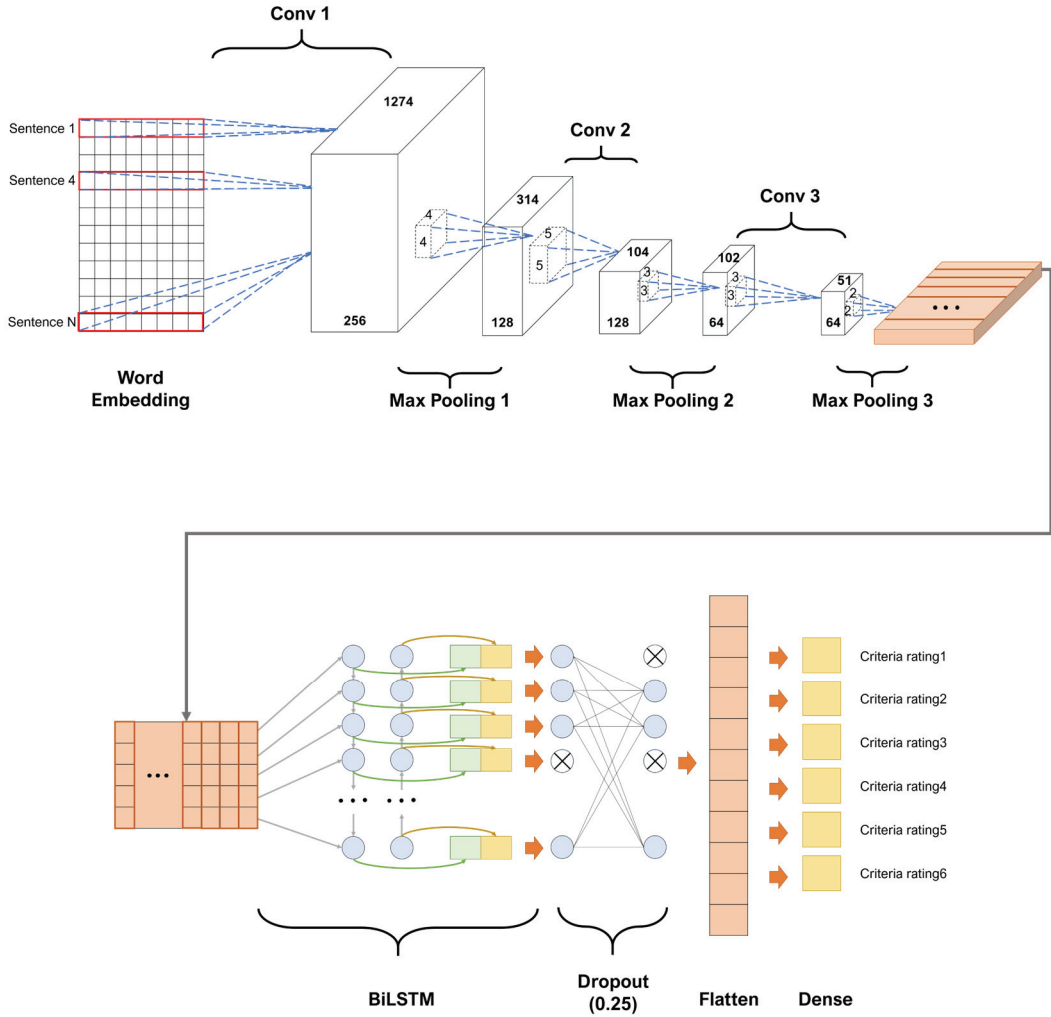 Conv 1
1274
Sentence 1
Conv 2
Sentence 4
314
Conv 3
4
4
5
5
104
102
3
3
3
3
51
2
2
Sentence N
256
128
128
64
64
Word
Embedding
Max Pooling 1
Max Pooling 2
Max Pooling 3
Criteria rating1
Criteria rating2
Criteria rating3
Criteria rating4
Criteria rating5
Criteria rating6
BiLSTM
Dropout
(0.25)
Flatten
Dense